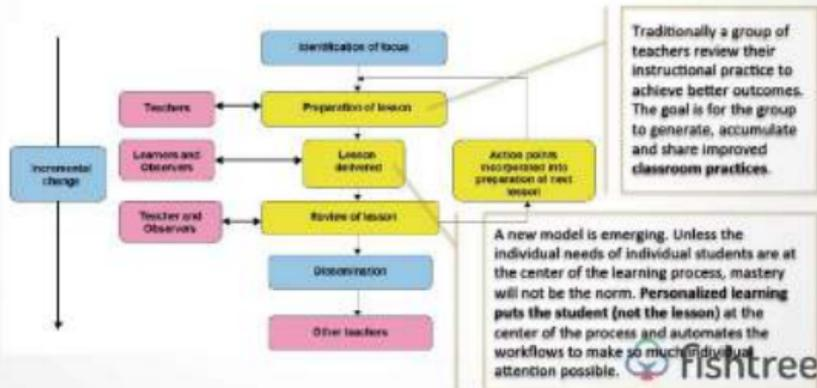 Identification of focus
Teachers
Preparation of lesson
Learners and
Observers
Lesson
delivered
Action points
incorporated into
preparation of next
lesson
Incremental
change
Teacher and
Observers
Review of lesson
Dissemination
Other teachers
Traditionally a group of
teachers review their
instructional practice to
achieve better outcomes.
The goal is for the group
to generate, accumulate
and share improved
classroom practices.
A new model is emerging. Unless the
individual needs of individual students are at
the center of the learning process, mastery
will not be the norm. Personalized learning
puts the student (not the lesson) at the
center of the process and automates the
workflows to make so much individual
attention possible.
fishtree